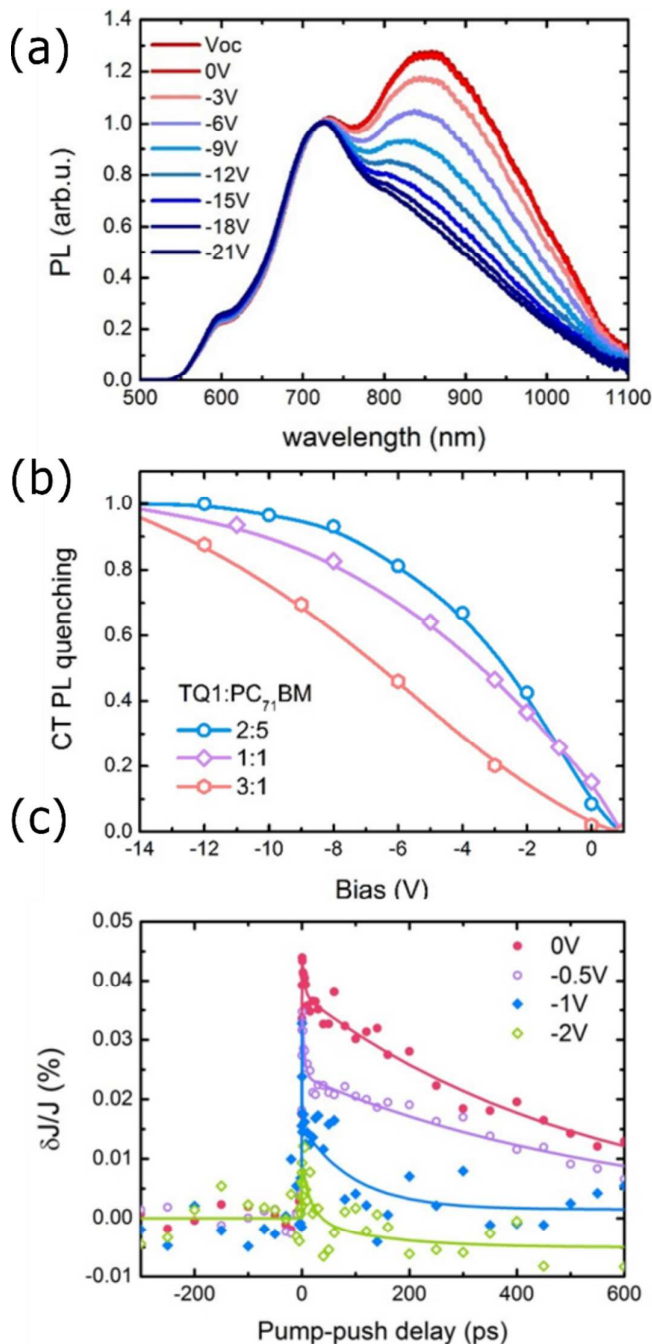 (a)
1.4
1.2
1.0
0.8
0.6
0.4
0.2
0.0
PL (arb.u.)
Voc
0V
-3V
-6V
-9V
-12V
-15V
-18V
-21V
500 600 700 800 900 1000 1100
wavelength (nm)
(b)
1.0
0.8
0.6
0.4
0.2
0.0
CT PL quenching
TQ1:PC71BM
2:5
1:1
3:1
-14 -12 -10 -8 -6 -4 -2 0
Bias (V)
(c)
0.05
0.04
0.03
0.02
0.01
0.00
-0.01
δJ/J (%)
0V
-0.5V
-1V
-2V
-200 0 200 400 600
Pump-push delay (ps)